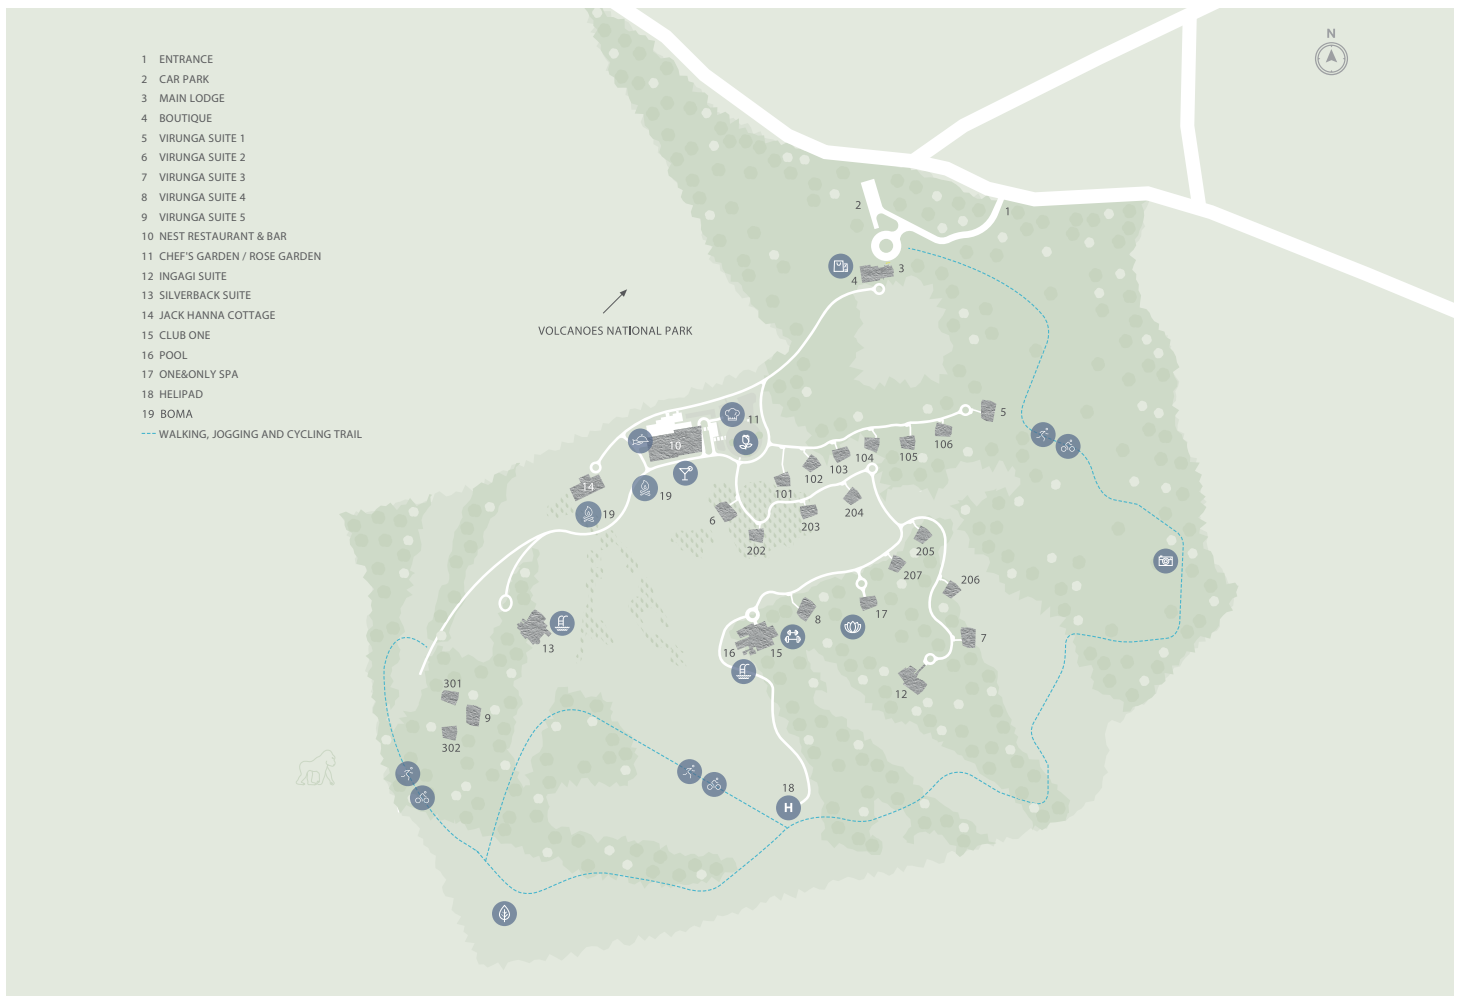 N
1 ENTRANCE
2 CAR PARK
3 MAIN LODGE
4 BOUTIQUE
5 VIRUNGA SUITE 1
6 VIRUNGA SUITE 2
7 VIRUNGA SUITE 3
8 VIRUNGA SUITE 4
9 VIRUNGA SUITE 5
10 NEST RESTAURANT & BAR
11 CHEF'S GARDEN / ROSE GARDEN
12 INGAGI SUITE
13 SILVERBACK SUITE
14 JACK HANNA COTTAGE
15 CLUB ONE
16 POOL
17 ONE&ONLY SPA
18 HELIPAD
19 BOMA
WALKING, JOGGING AND CYCLING TRAIL
2
1
3
4
VOLCANOES NATIONAL PARK
5
11
106
10
104
105
103
102
101
14
19
19
6
204
203
202
205
207
206
17
8
7
13
16
15
12
301
9
302
18
H